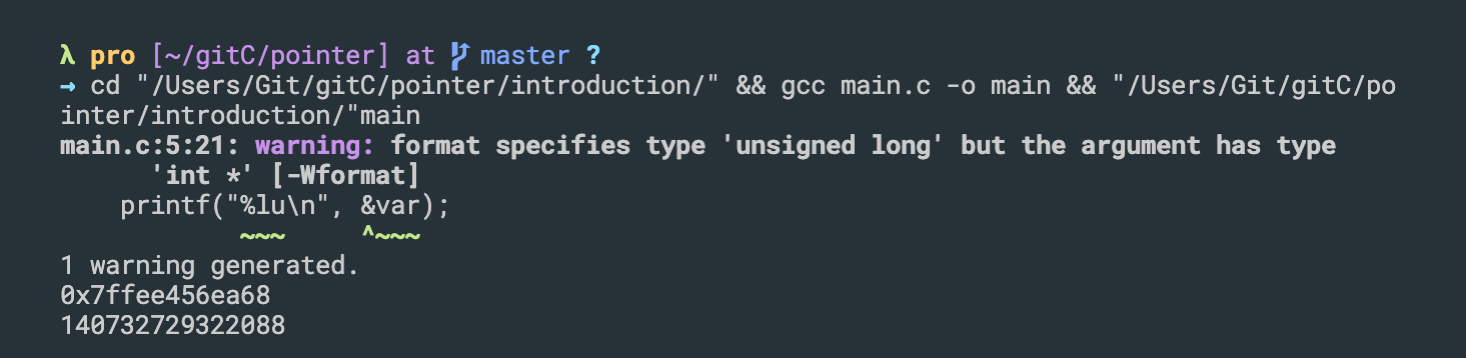 λ pro [~/gitC/pointer] at master ?
→ cd "/Users/Git/gitC/pointer/introduction/" && gcc main.c -o main && "/Users/Git/gitC/po
inter/introduction/"main
main.c:5:21: warning: format specifies type 'unsigned long' but the argument has type
      'int *' [-Wformat]
    printf("%lu\n", &var);
            ~~~     ^~~~
1 warning generated.
0x7ffee456ea68
140732729322088